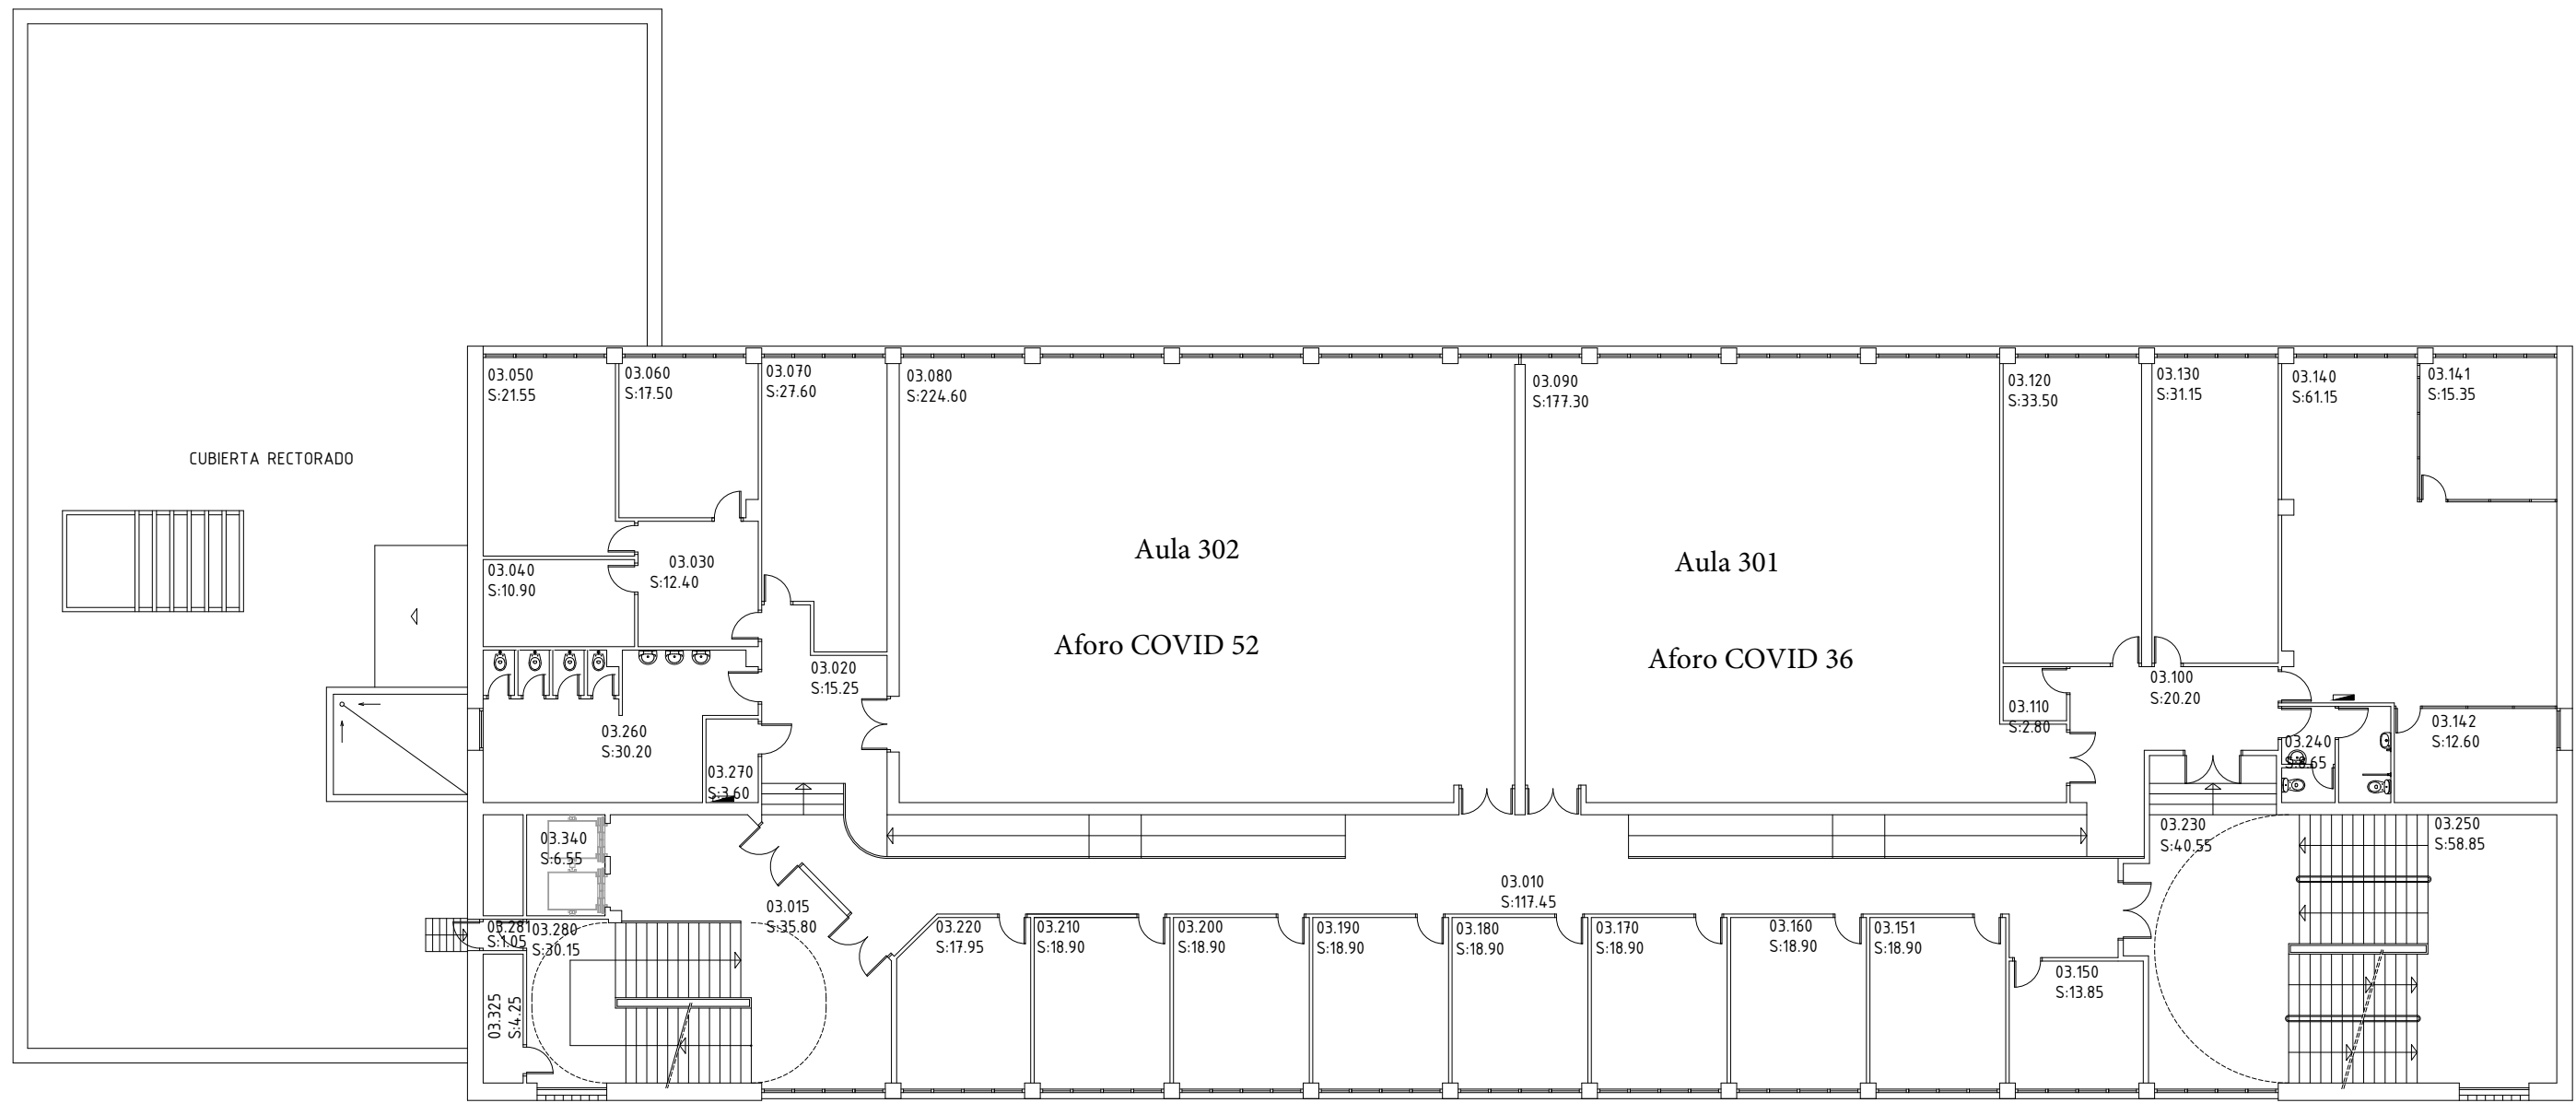 CUBIERTA RECTORADO
03.050
S:21.55
03.060
S:17.50
03.070
S:27.60
03.080
S:224.60
03.090
S:177.30
03.120
S:33.50
03.130
S:31.15
03.140
S:61.15
03.141
S:15.35
03.040
S:10.90
03.030
S:12.40
Aula 302
Aforo COVID 52
Aula 301
Aforo COVID 36
03.020
S:15.25
03.260
S:30.20
03.270
S:3.60
03.110
S:2.80
03.100
S:20.20
03.240
S:8.65
03.142
S:12.60
03.340
S:6.55
03.015
S:35.80
03.010
S:117.45
03.230
S:40.55
03.250
S:58.85
03.281
S:1.05
03.280
S:30.15
03.325
S:4.25
03.220
S:17.95
03.210
S:18.90
03.200
S:18.90
03.190
S:18.90
03.180
S:18.90
03.170
S:18.90
03.160
S:18.90
03.151
S:18.90
03.150
S:13.85